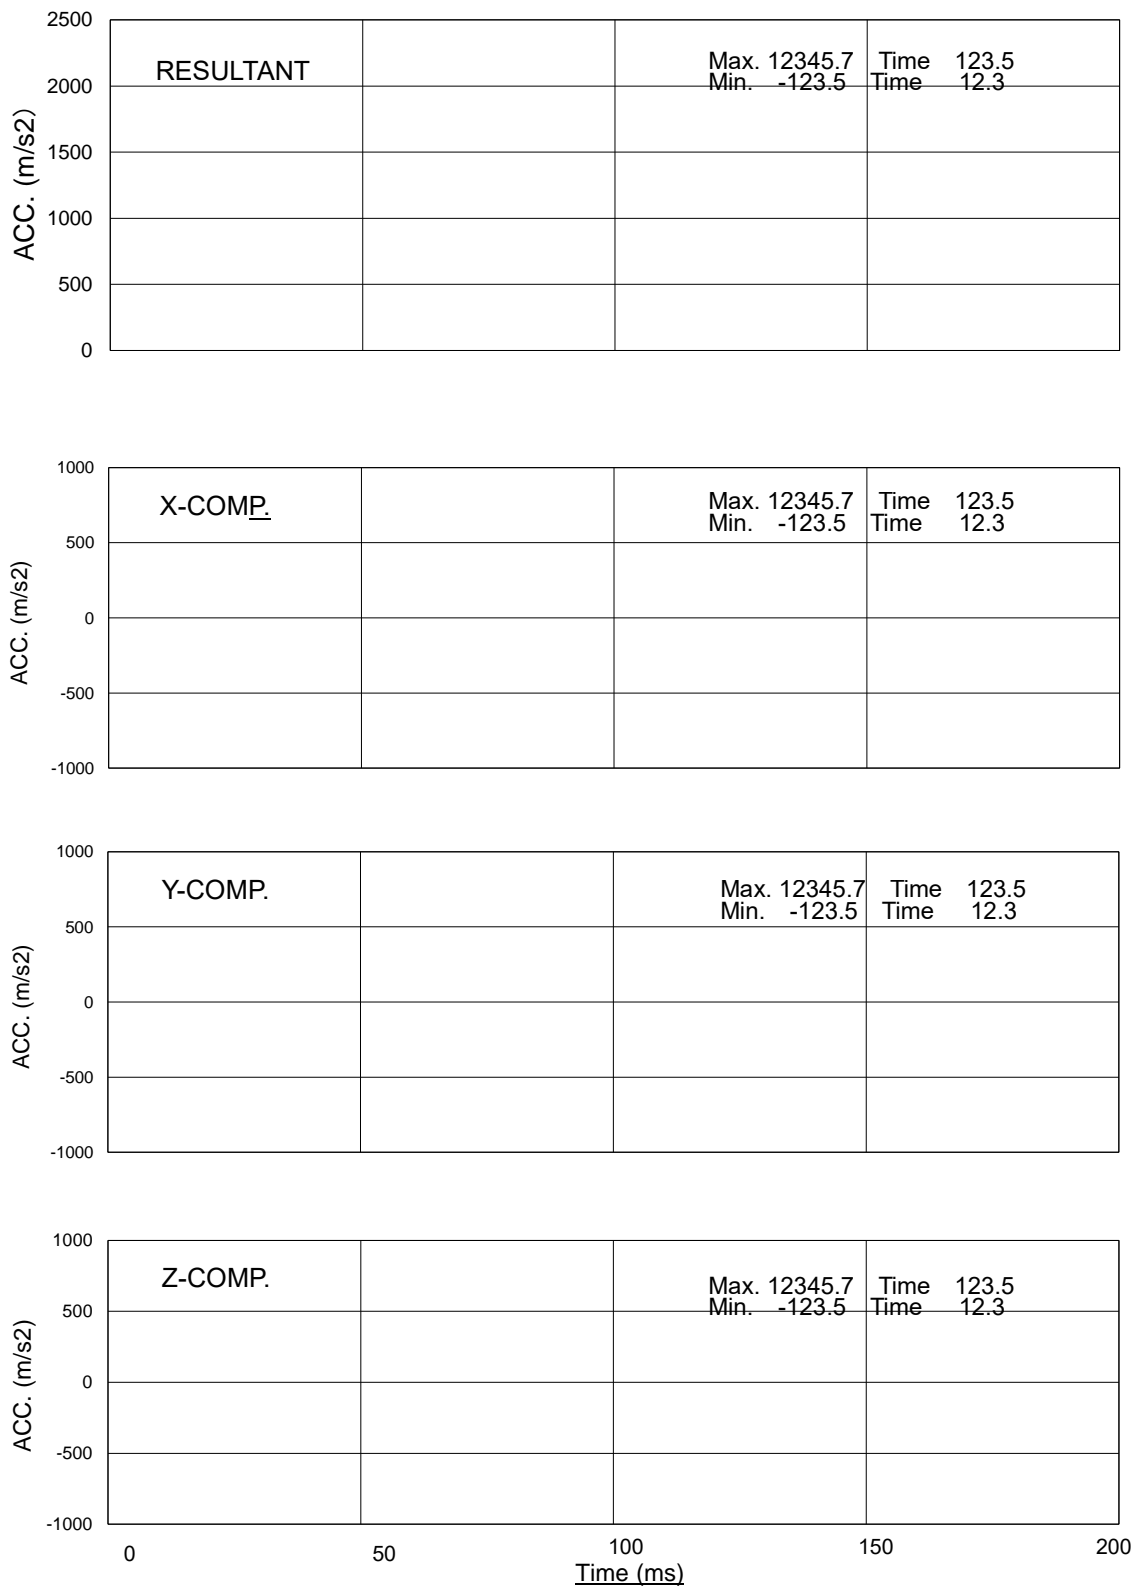 2500
RESULTANT
Max. 12345.7 Time 123.5
Min. -123.5 Time 12.3
2000
1500
1000
500
0
ACC. (m/s2)
1000
X-COMP.
Max. 12345.7 Time 123.5
Min. -123.5 Time 12.3
500
0
-500
-1000
ACC. (m/s2)
1000
Y-COMP.
Max. 12345.7 Time 123.5
Min. -123.5 Time 12.3
500
0
-500
-1000
ACC. (m/s2)
1000
Z-COMP.
Max. 12345.7 Time 123.5
Min. -123.5 Time 12.3
500
0
-500
-1000
ACC. (m/s2)
0 50 100 150 200
Time (ms)